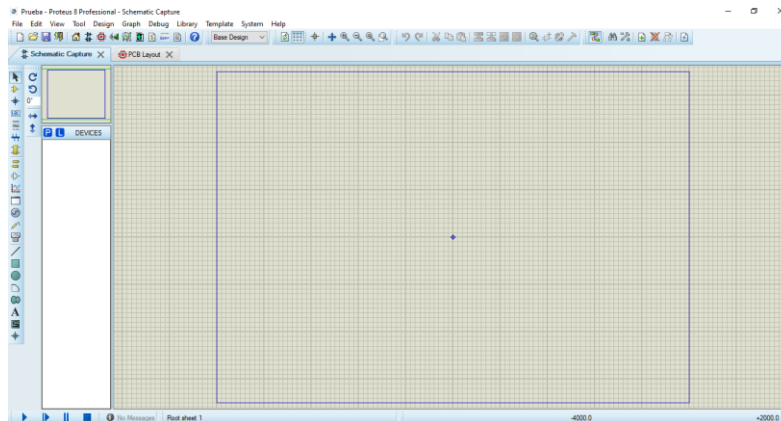 Prueba - Proteus 8 Professional - Schematic Capture
File Edit View Tool Design Graph Debug Library Template System Help
Base Design
Schematic Capture PCB Layout
0°
P L DEVICES
A
No Messages Root sheet 1 -4000.0 +2000.0